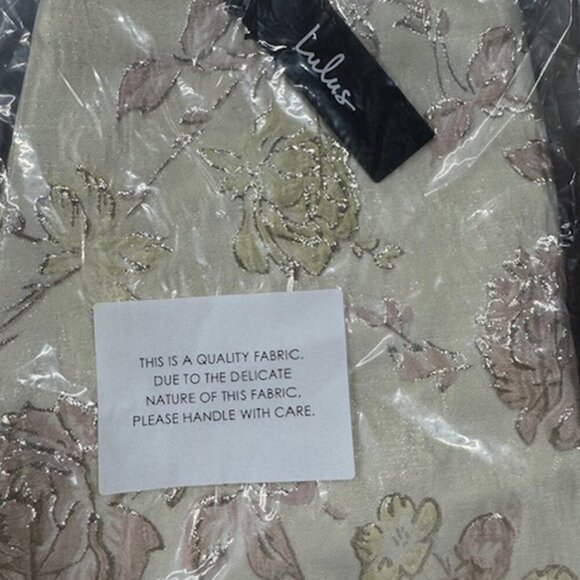 Lulus
THIS IS A QUALITY FABRIC.
DUE TO THE DELICATE
NATURE OF THIS FABRIC,
PLEASE HANDLE WITH CARE.